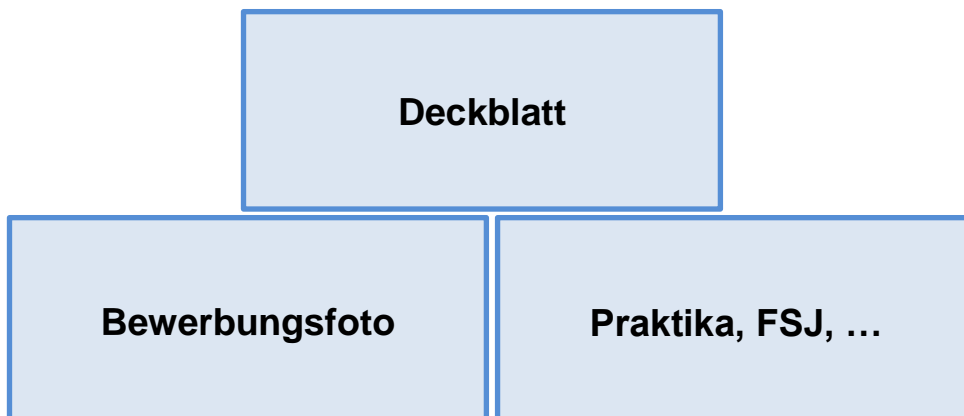 Deckblatt
Bewerbungsfoto
Praktika, FSJ, …